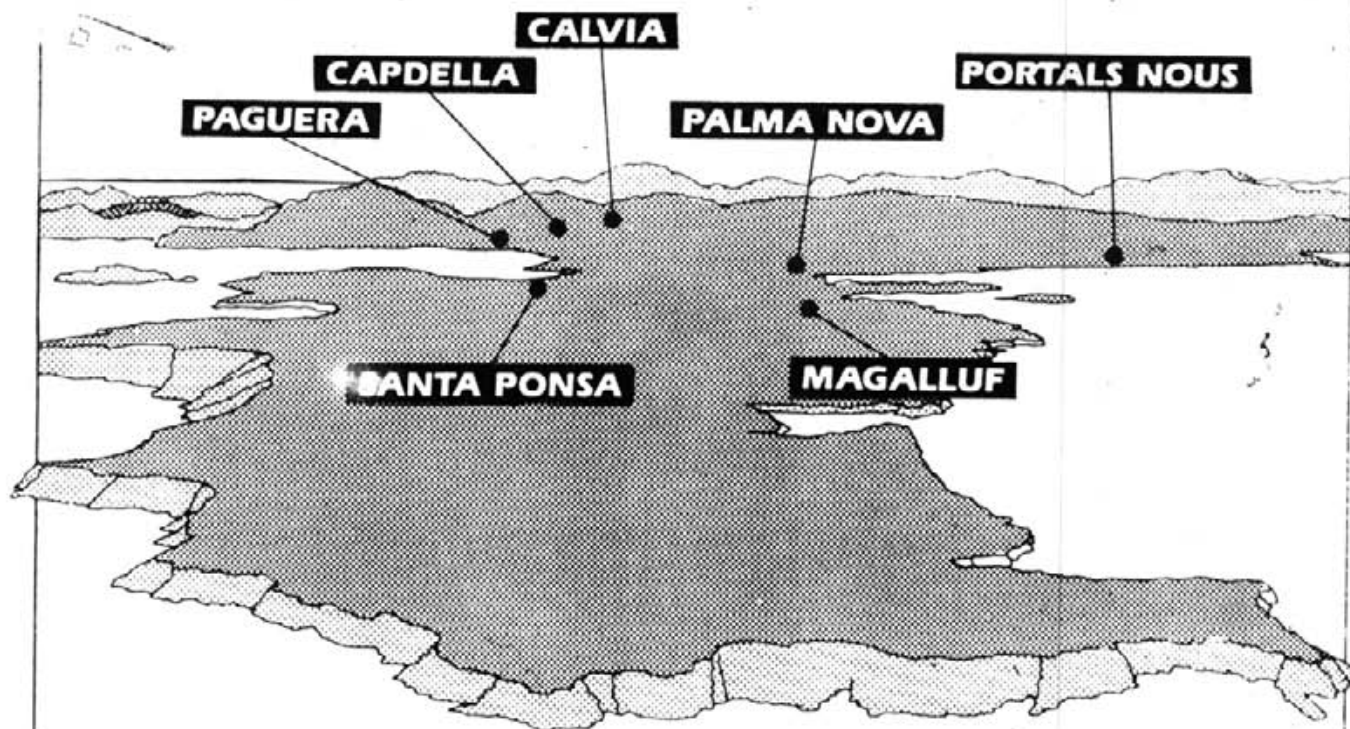 CALVIA
CAPDELLA
PORTALS NOUS
PAGUERA
PALMA NOVA
SANTA PONSA
MAGALLUF